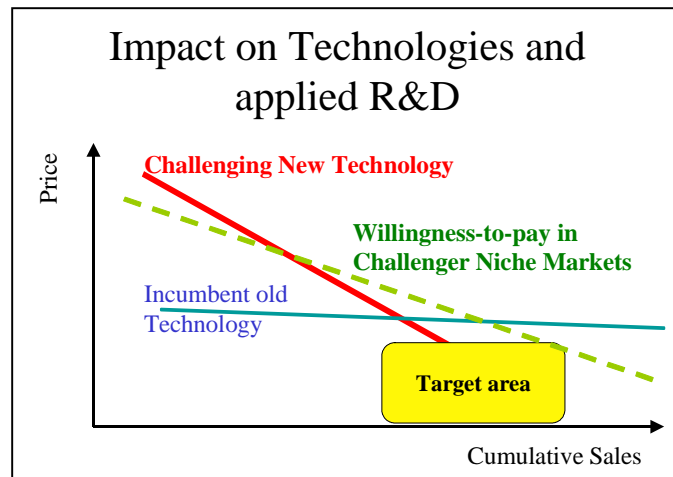 Impact on Technologies and
applied R&D
Price
Challenging New Technology
Willingness-to-pay in
Challenger Niche Markets
Incumbent old
Technology
Target area
Cumulative Sales